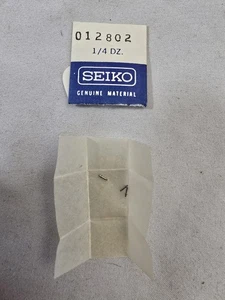 012802
1/4 DZ.
SEIKO
GENUINE MATERIAL